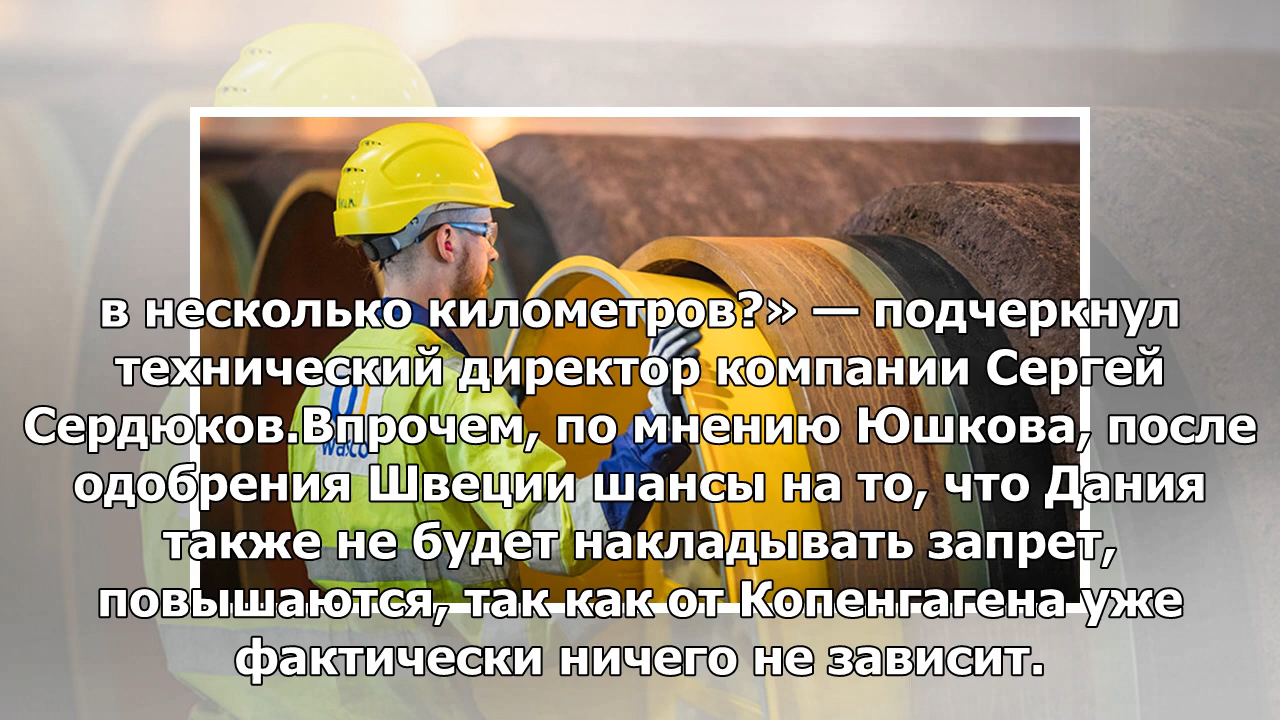 в несколько километров?» — подчеркнул
технический директор компании Сергей
Сердюков.Впрочем, по мнению Юшкова, после
одобрения Швеции шансы на то, что Дания
также не будет накладывать запрет,
повышаются, так как от Копенгагена уже
фактически ничего не зависит.
wasco